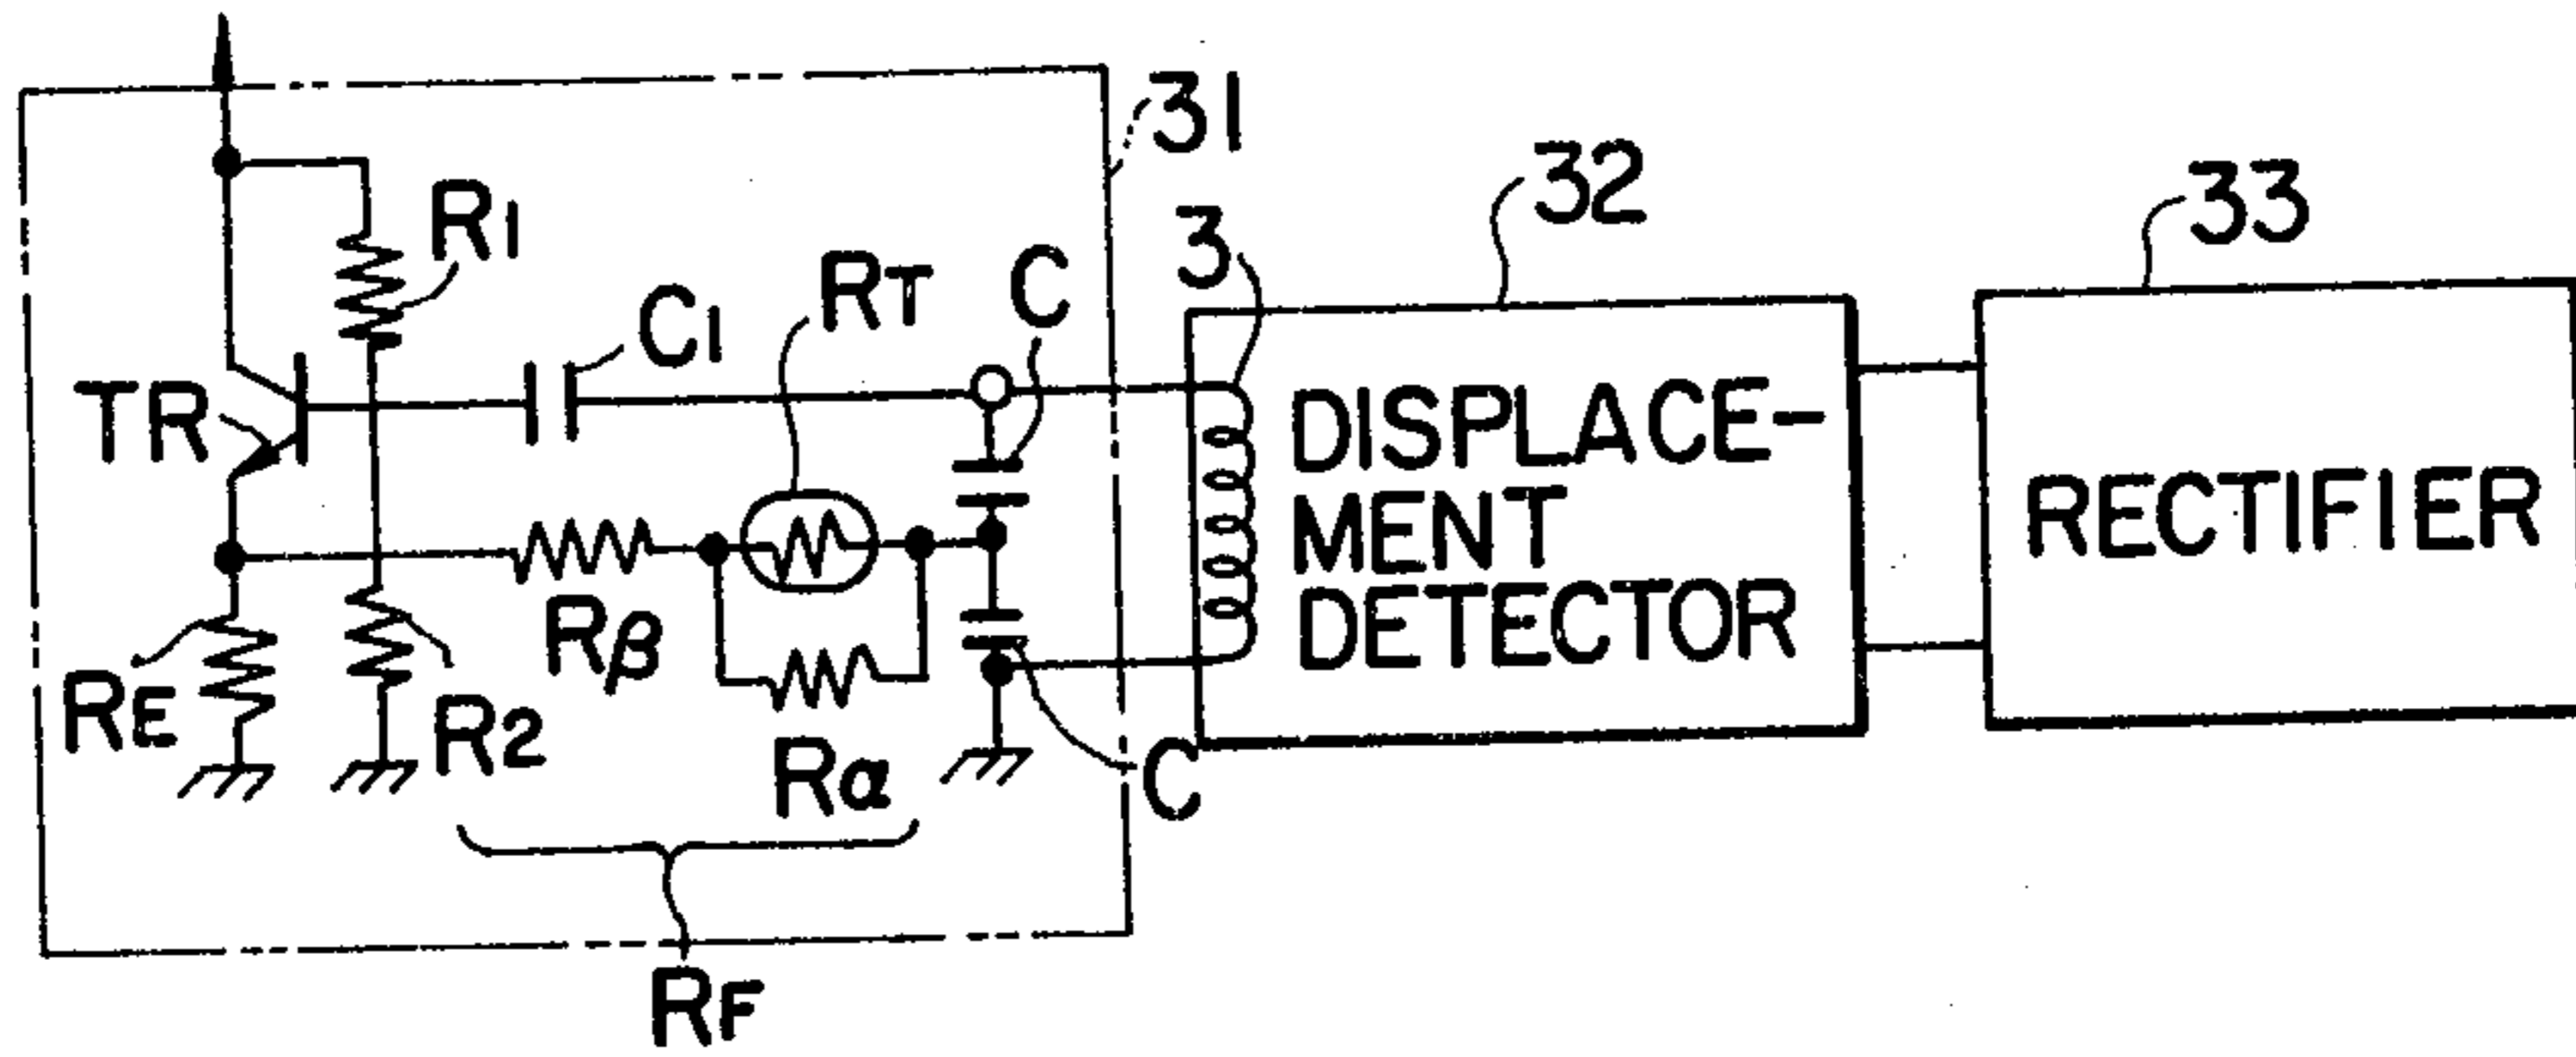 31
32
33
R1
3
C
RT
C1
TR
DISPLACE-
MENT
DETECTOR
RECTIFIER
Rβ
RE
R2
Rα
C
RF